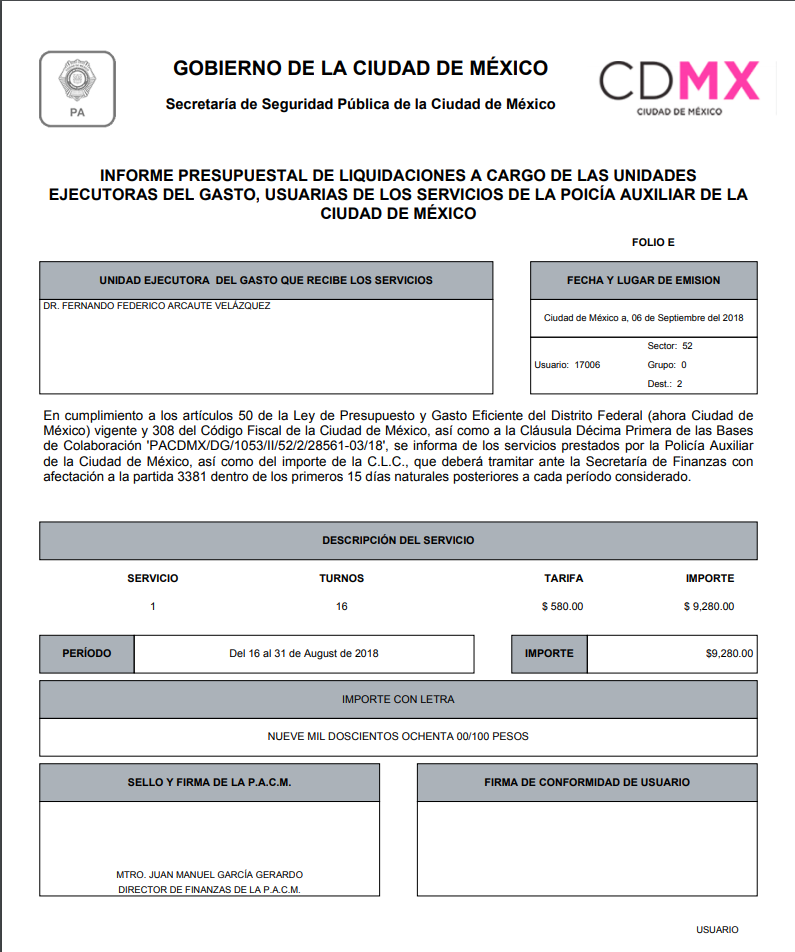 PA
GOBIERNO DE LA CIUDAD DE MÉXICO
Secretaría de Seguridad Pública de la Ciudad de México
CDMX
CIUDAD DE MÉXICO
INFORME PRESUPUESTAL DE LIQUIDACIONES A CARGO DE LAS UNIDADES
EJECUTORAS DEL GASTO, USUARIAS DE LOS SERVICIOS DE LA POICÍA AUXILIAR DE LA
CIUDAD DE MÉXICO
FOLIO E
UNIDAD EJECUTORA DEL GASTO QUE RECIBE LOS SERVICIOS
DR. FERNANDO FEDERICO ARCAUTE VELÁZQUEZ
FECHA Y LUGAR DE EMISION
Ciudad de México a, 06 de Septiembre del 2018
Sector: 52
Usuario: 17006 Grupo: 0
Dest.: 2
En cumplimiento a los artículos 50 de la Ley de Presupuesto y Gasto Eficiente del Distrito Federal (ahora Ciudad de
México) vigente y 308 del Código Fiscal de la Ciudad de México, así como a la Cláusula Décima Primera de las Bases
de Colaboración 'PACDMX/DG/1053/II/52/2/28561-03/18', se informa de los servicios prestados por la Policía Auxiliar
de la Ciudad de México, así como del importe de la C.L.C., que deberá tramitar ante la Secretaría de Finanzas con
afectación a la partida 3381 dentro de los primeros 15 días naturales posteriores a cada período considerado.
DESCRIPCIÓN DEL SERVICIO
SERVICIO TURNOS TARIFA IMPORTE
1 16 $ 580.00 $ 9,280.00
PERÍODO Del 16 al 31 de August de 2018 IMPORTE $9,280.00
IMPORTE CON LETRA
NUEVE MIL DOSCIENTOS OCHENTA 00/100 PESOS
SELLO Y FIRMA DE LA P.A.C.M.
MTRO. JUAN MANUEL GARCÍA GERARDO
DIRECTOR DE FINANZAS DE LA P.A.C.M.
FIRMA DE CONFORMIDAD DE USUARIO
USUARIO